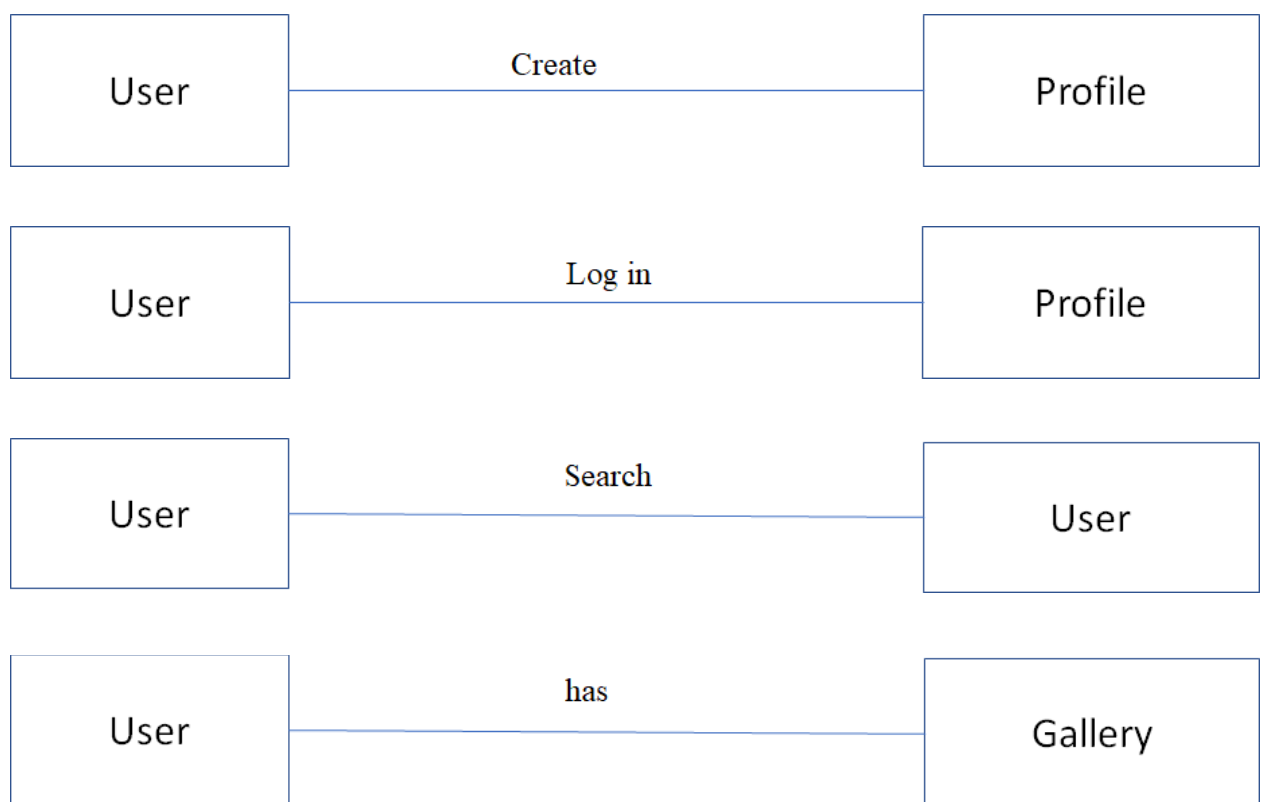 Create
User
Profile
Log in
User
Profile
Search
User
User
has
User
Gallery